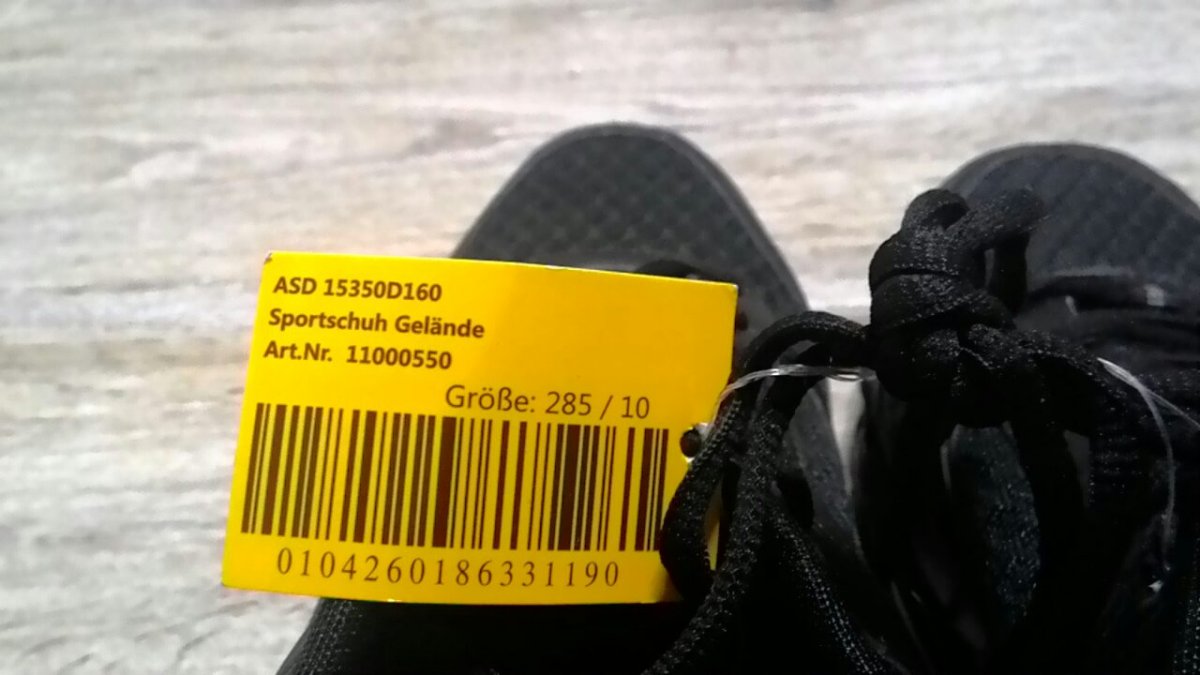 ASD 15350D160
Sportschuh Gelände
Art.Nr. 11000550
Größe: 285 / 10
0104260186331190